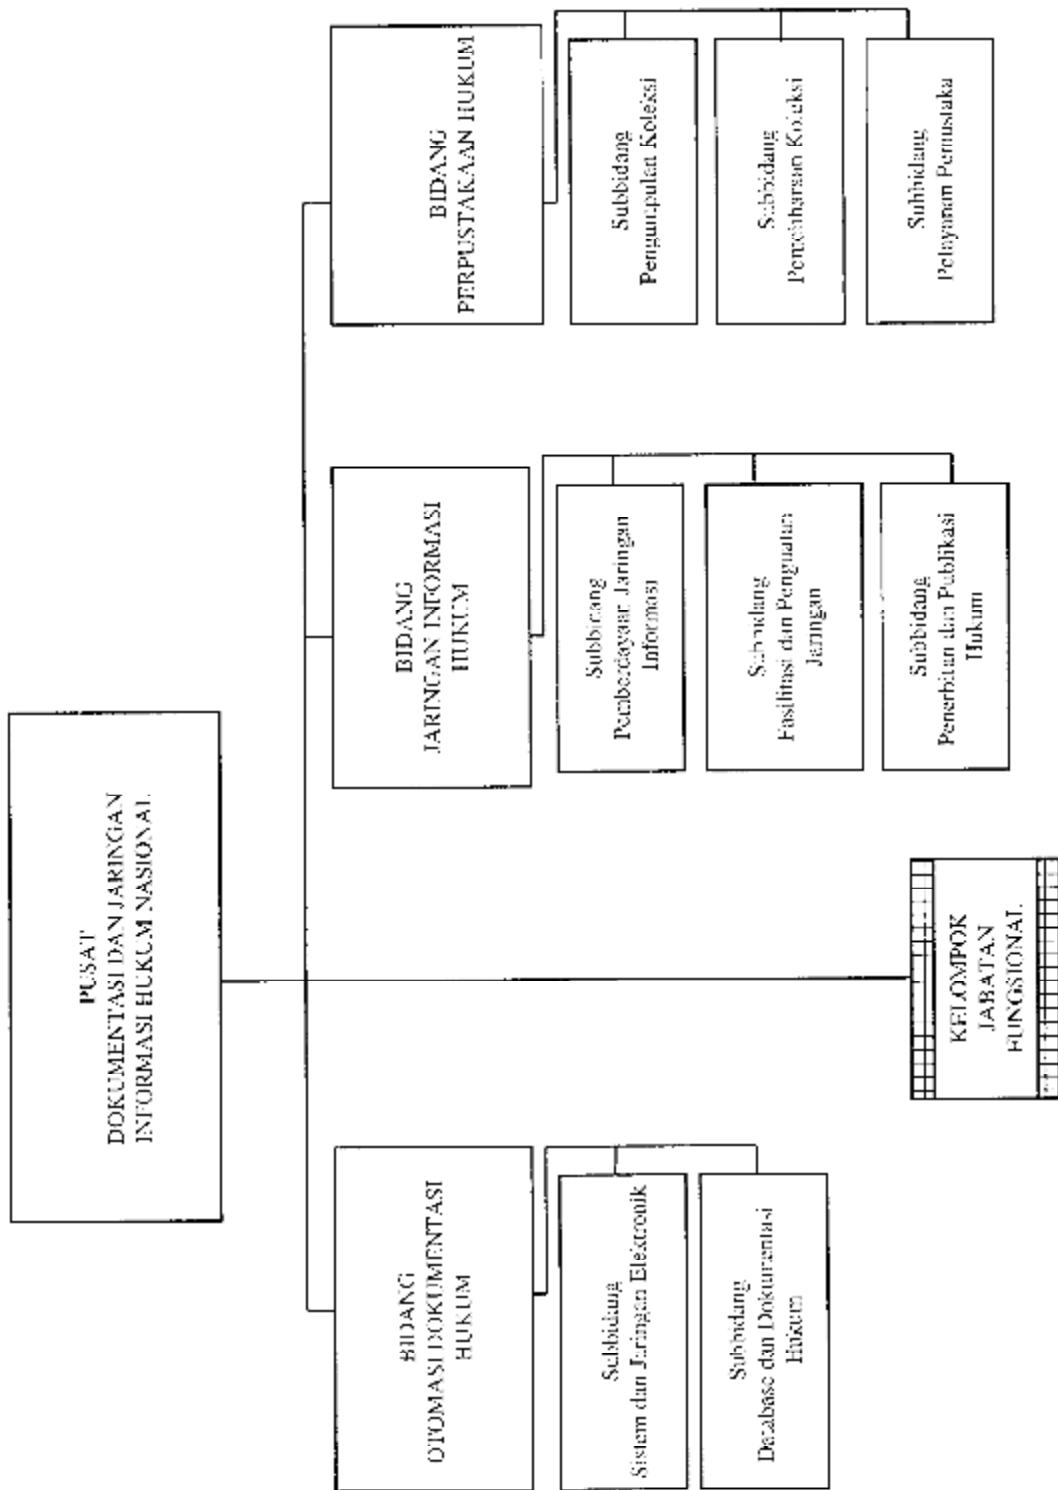 PUSAT
DOKUMENTASI DAN JARINGAN
INFORMASI HUKUM NASIONAL
BIDANG
OTOMASI DOKUMENTASI
HUKUM
Subbidang
Sistem dan Jaringan Elektronik
Subbidang
Database dan Dokumentasi
Hukum
KELOMPOK
JABATAN
FUNGSIONAL
BIDANG
JARINGAN INFORMASI
HUKUM
Subbidang
Pemberdayaan Jaringan
Informasi
Subbidang
Fasilitasi dan Penguatan
Jaringan
Subbidang
Penerbitan dan Publikasi
Hukum
BIDANG
PERPUSTAKAAN HUKUM
Subbidang
Pengumpulan Koleksi
Subbidang
Pemeliharaan Koleksi
Subbidang
Pelayanan Pemustaka